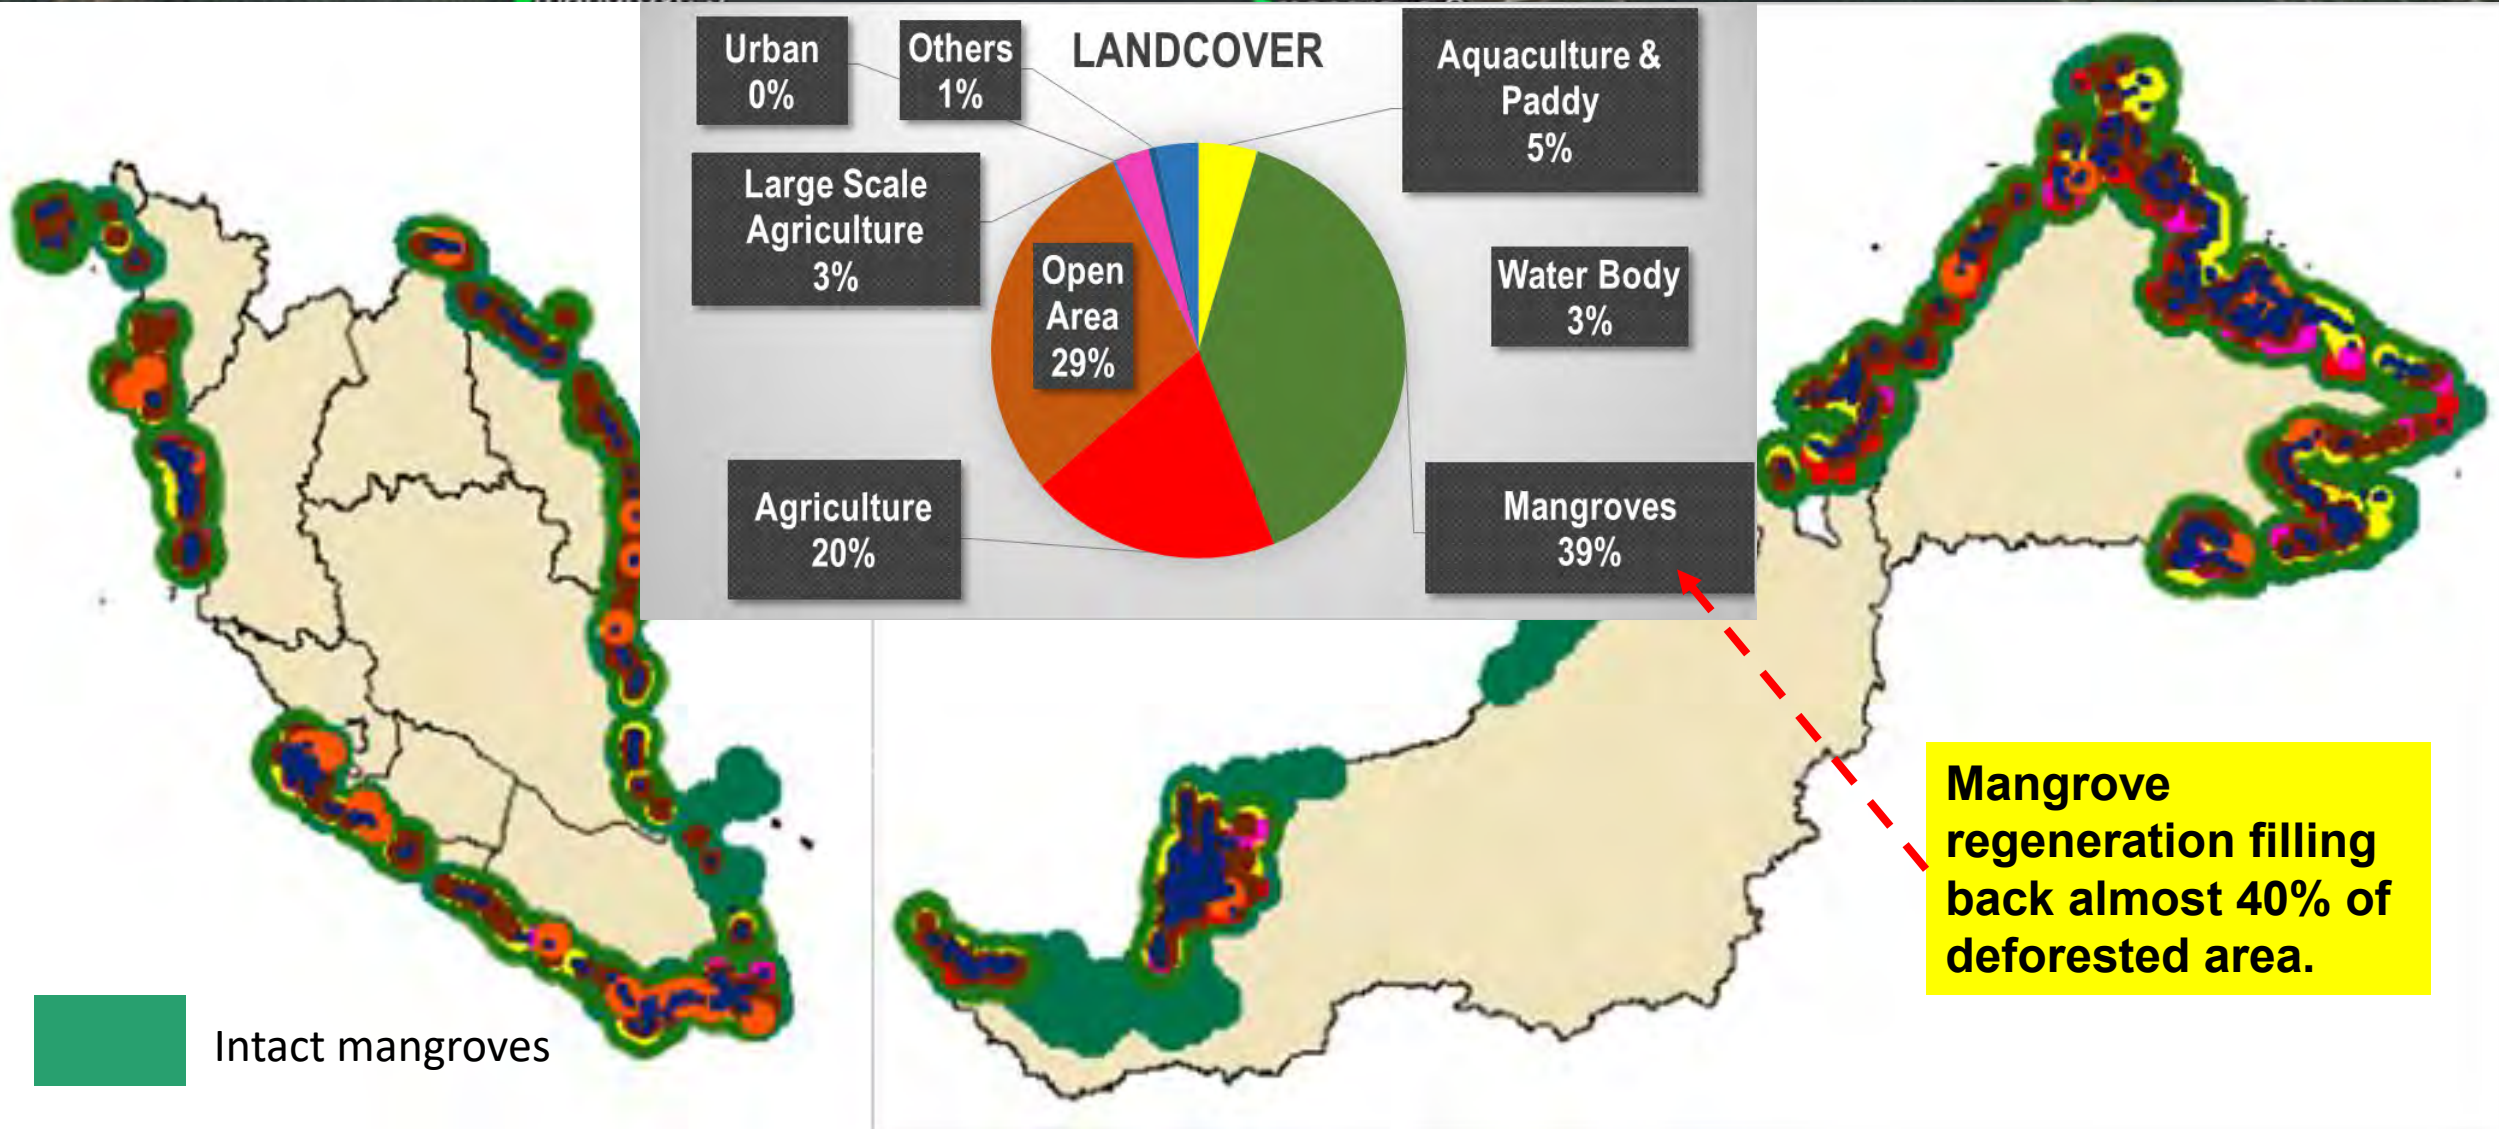 LANDCOVER
Urban
0%
Others
1%
Aquaculture &
Paddy
5%
Large Scale
Agriculture
3%
Open
Area
29%
Water Body
3%
Agriculture
20%
Mangroves
39%
Mangrove
regeneration filling
back almost 40% of
deforested area.
Intact mangroves